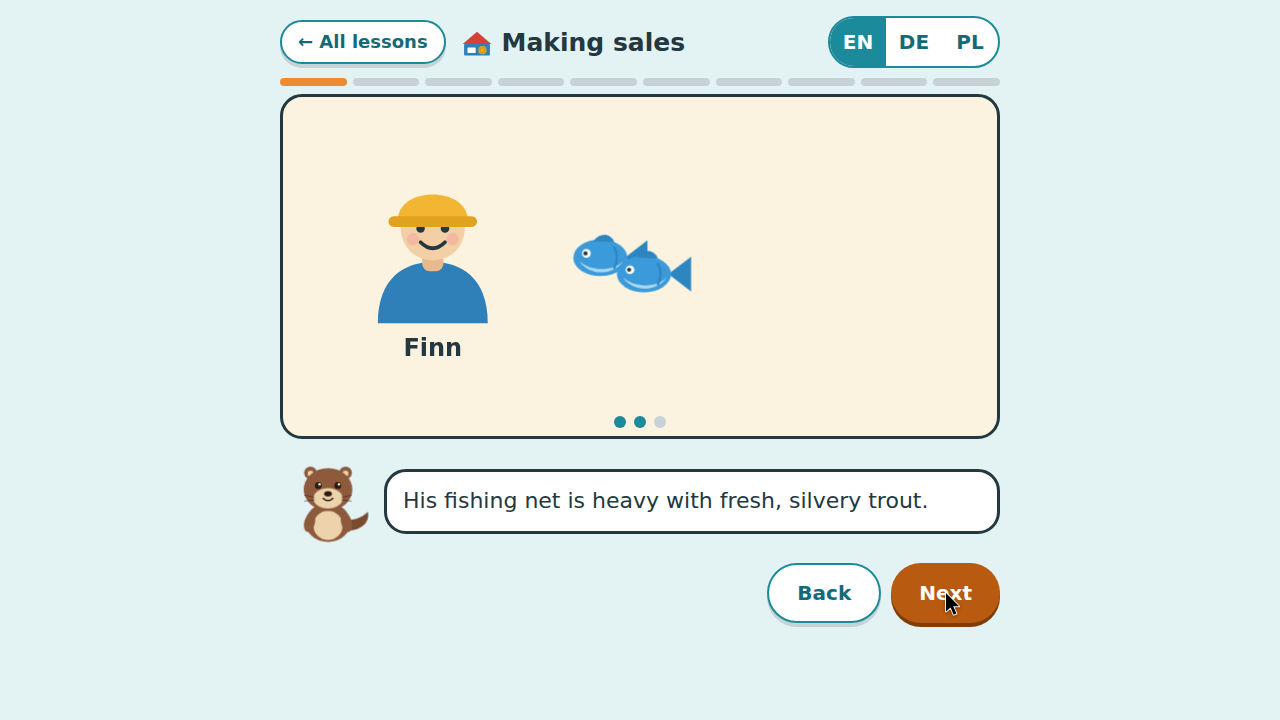 ← All lessons
Making sales
EN DE PL
Finn
His fishing net is heavy with fresh, silvery trout.
Back
Next